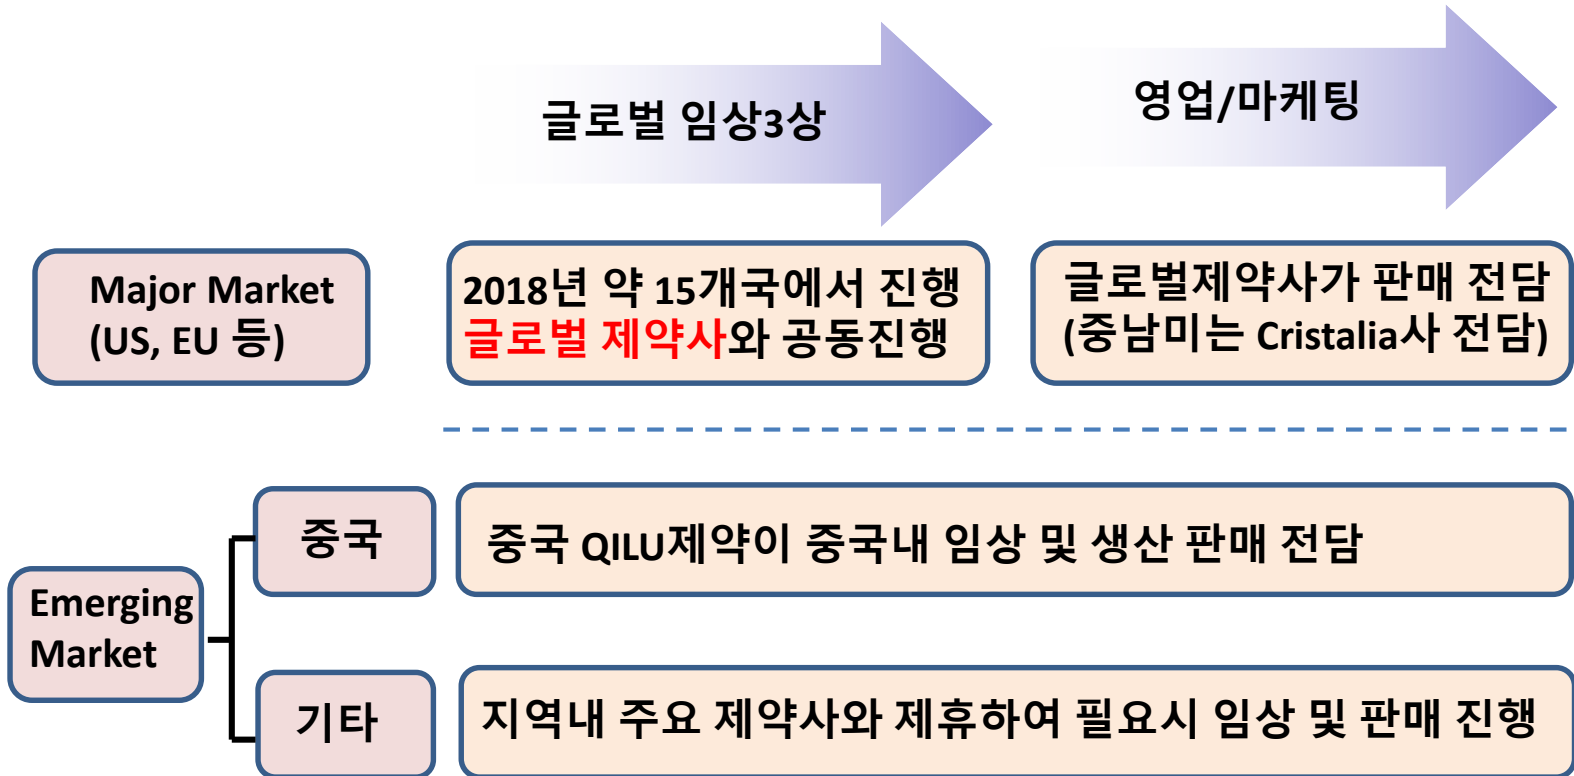 글로벌 임상3상
영업/마케팅
Major Market
(US, EU 등)
2018년 약 15개국에서 진행
글로벌 제약사와 공동진행
글로벌제약사가 판매 전담
(중남미는 Cristalia사 전담)
Emerging
Market
중국
중국 QILU제약이 중국내 임상 및 생산 판매 전담
기타
지역내 주요 제약사와 제휴하여 필요시 임상 및 판매 진행